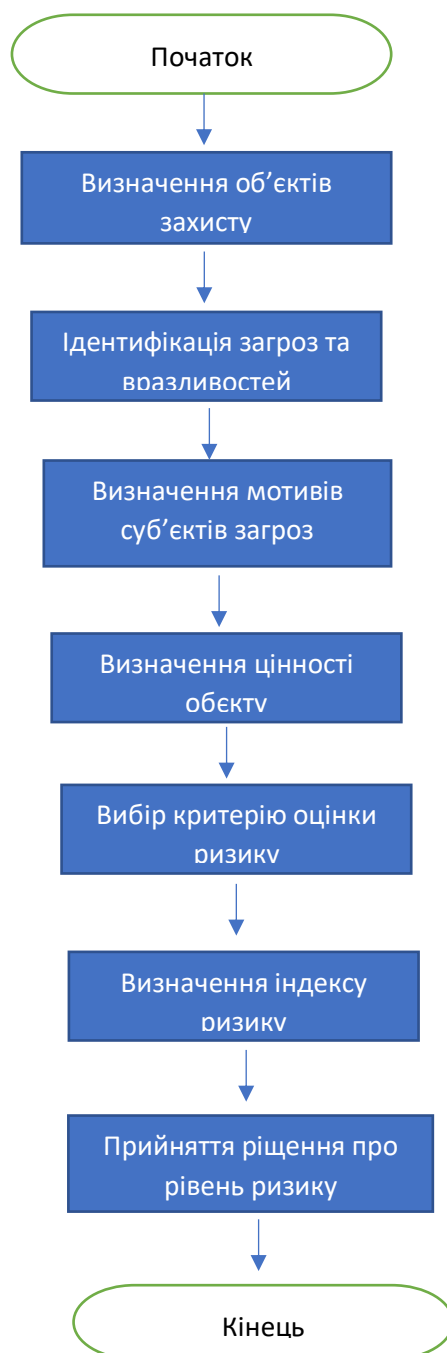 Початок
Визначення об’єктів
захисту
Ідентифікація загроз та
вразливостей
Визначення мотивів
суб’єктів загроз
Визначення цінності
обєкту
Вибір критерію оцінки
ризику
Визначення індексу
ризику
Прийняття ріщення про
рівень ризику
Кінець